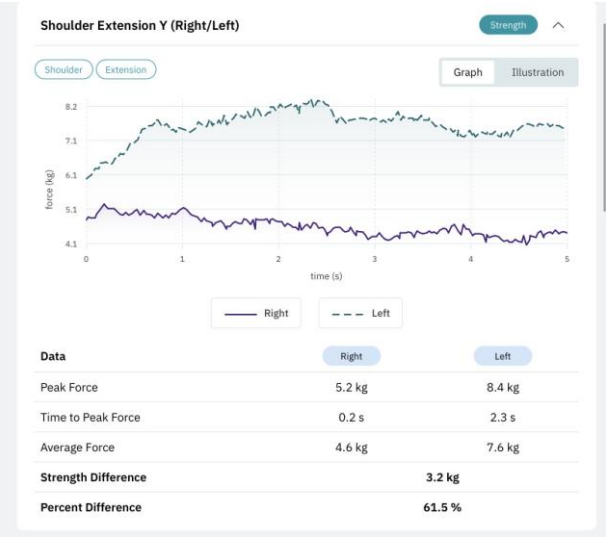 Shoulder Extension Y (Right/Left)
Strength
Shoulder Extension
Graph Illustration
8.2
7.1
6.1
5.1
4.1
force (kg)
0 1 2 3 4 5
time (s)
Right Left
Data Right Left
Peak Force 5.2 kg 8.4 kg
Time to Peak Force 0.2 s 2.3 s
Average Force 4.6 kg 7.6 kg
Strength Difference 3.2 kg
Percent Difference 61.5 %